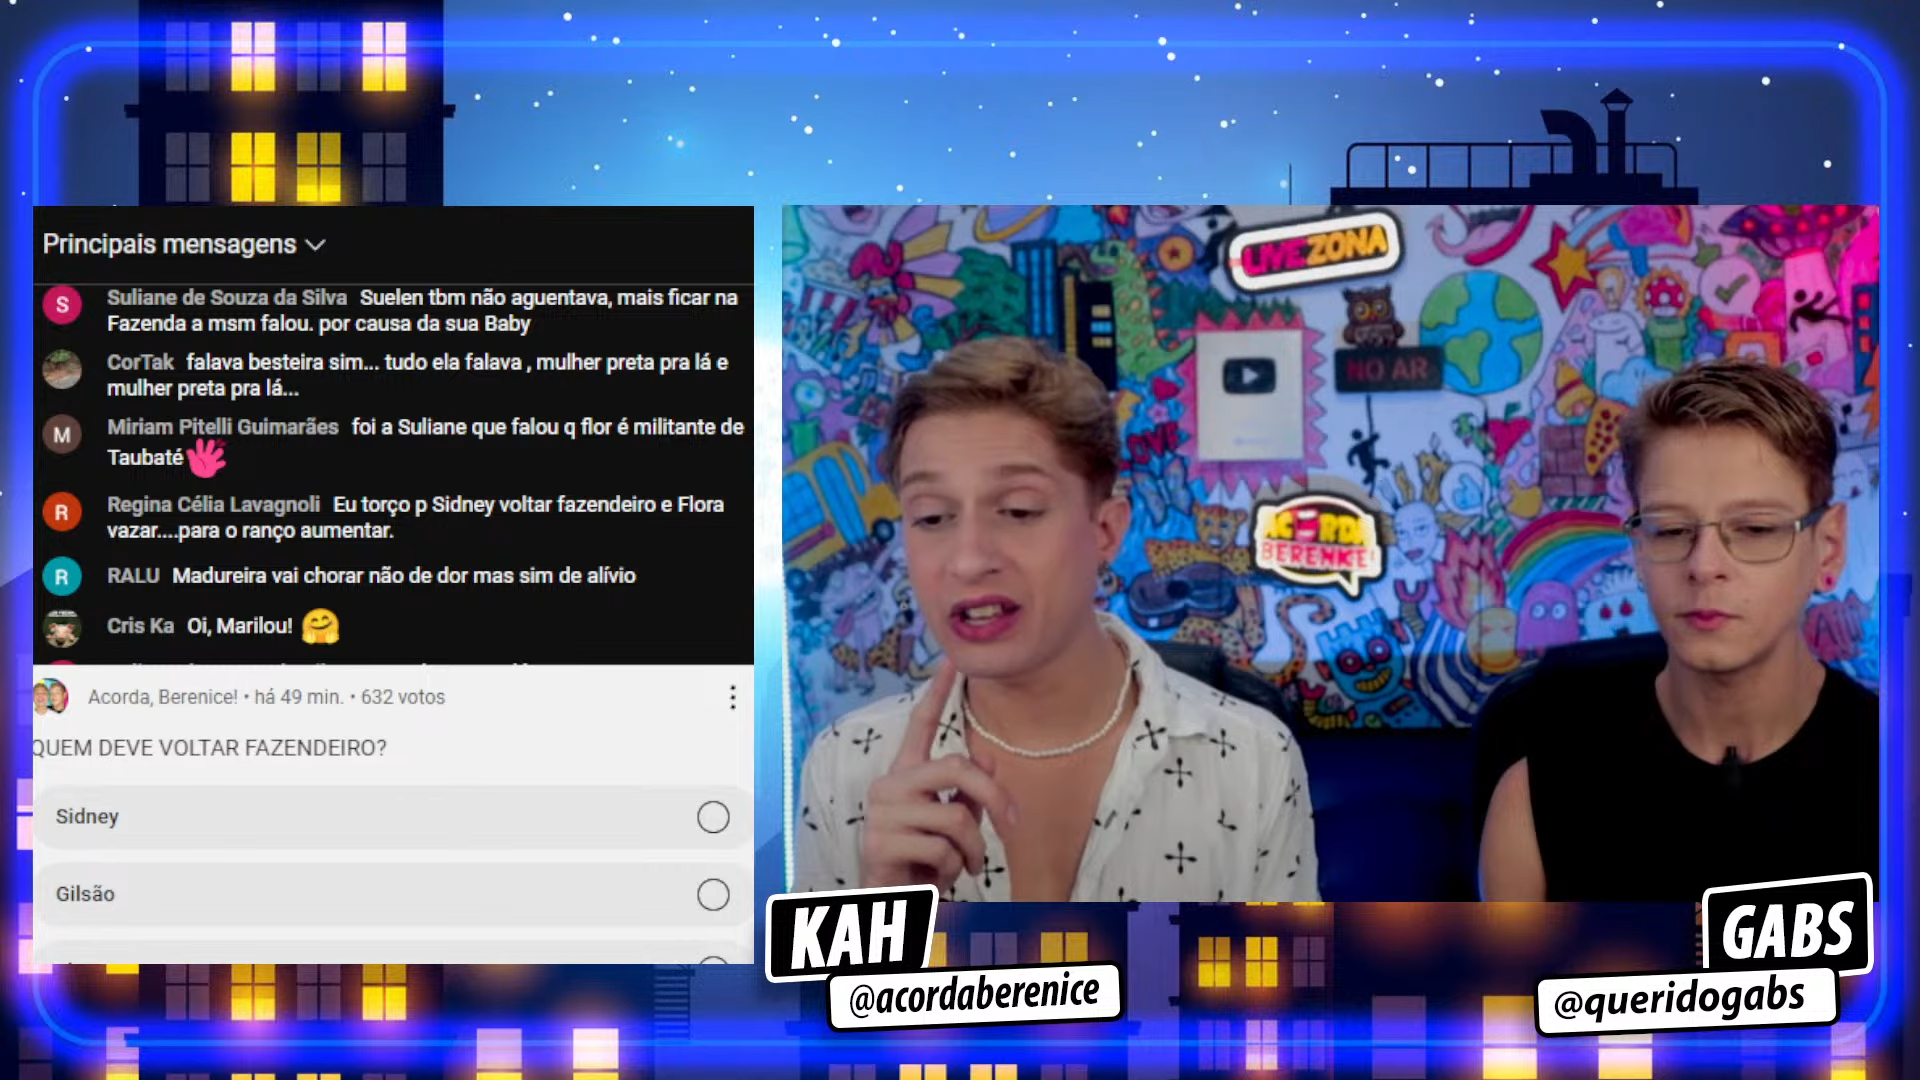 Principais mensagens
Suliane de Souza da Silva Suelen tbm não aguentava, mais ficar na
Fazenda a msm falou. por causa da sua Baby
CorTak falava besteira sim... tudo ela falava , mulher preta pra lá e
mulher preta pra lá...
Miriam Pitelli Guimarães foi a Suliane que falou q flor é militante de
Taubaté
Regina Célia Lavagnoli Eu torço p Sidney voltar fazendeiro e Flora
vazar....para o ranço aumentar.
RALU Madureira vai chorar não de dor mas sim de alívio
Cris Ka Oi, Marilou!
S
M
R
R
Acorda, Berenice! • há 49 min. • 632 votos
QUEM DEVE VOLTAR FAZENDEIRO?
Sidney
Gilsão
LIVEZONA
NO AR
LOVE
ACORDA
BERENICE!
KAH
@acordaberenice
GABS
@queridogabs